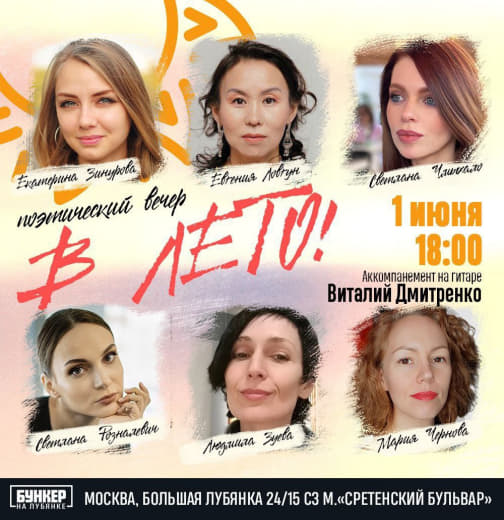 Екатерина Зинурова
Евгения Ловгун
Светлана
поэтический вечер
В ЛЕТО!
1 июня
18:00
Аккомпанемент на гитаре
Виталий Дмитренко
Светлана Розналевич
Людмила Зуева
Мария Чернова
БУНКЕР
НА ЛУБЯНКЕ
МОСКВА, БОЛЬШАЯ ЛУБЯНКА 24/15 С3 М.«СРЕТЕНСКИЙ БУЛЬВАР»